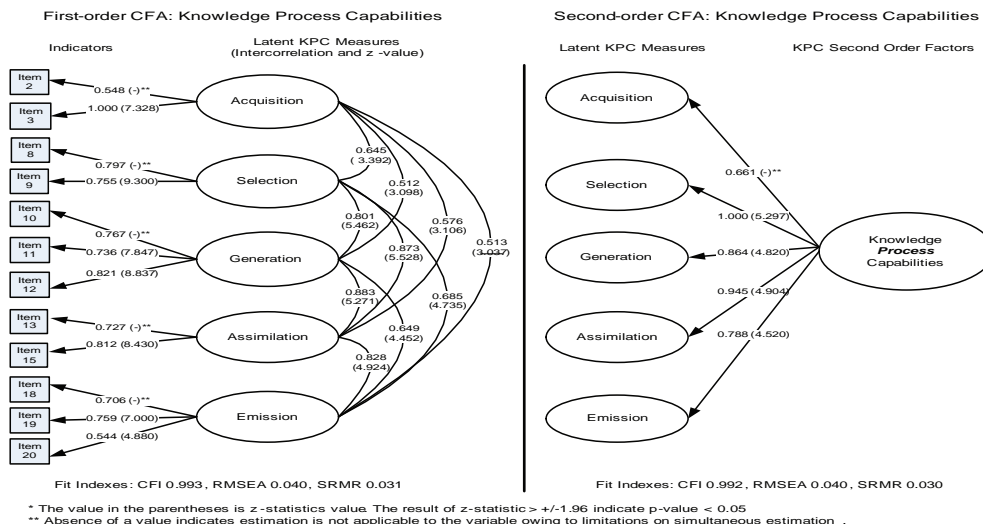 First-order CFA: Knowledge Process Capabilities
Indicators
Latent KPC Measures
(Intercorrelation and z -value)
Item
2
Item
3
Item
8
Item
9
Item
10
Item
11
Item
12
Item
13
Item
15
Item
18
Item
19
Item
20
0.548 (-)**
1.000 (7.328)
0.797 (-)**
0.755 (9.300)
0.767 (-)**
0.736 (7.847)
0.821 (8.837)
0.727 (-)**
0.812 (8.430)
0.706 (-)**
0.759 (7.000)
0.544 (4.880)
Acquisition
Selection
Generation
Assimilation
Emission
0.645
( 3.392)
0.512
(3.098)
0.801
(5.462)
0.576
(3.106)
0.873
(5.528)
0.513
(3.037)
0.883
(5.271)
0.685
(4.735)
0.649
(4.452)
0.828
(4.924)
Fit Indexes: CFI 0.993, RMSEA 0.040, SRMR 0.031
Second-order CFA: Knowledge Process Capabilities
Latent KPC Measures
KPC Second Order Factors
Acquisition
Selection
Generation
Assimilation
Emission
0.661 (-)**
1.000 (5.297)
0.864 (4.820)
0.945 (4.904)
0.788 (4.520)
Knowledge
Process
Capabilities
Fit Indexes: CFI 0.992, RMSEA 0.040, SRMR 0.030
* The value in the parentheses is z -statistics value. The result of z-statistic > +/-1.96 indicate p-value < 0.05
** Absence of a value indicates estimation is not applicable to the variable owing to limitations on simultaneous estimation .